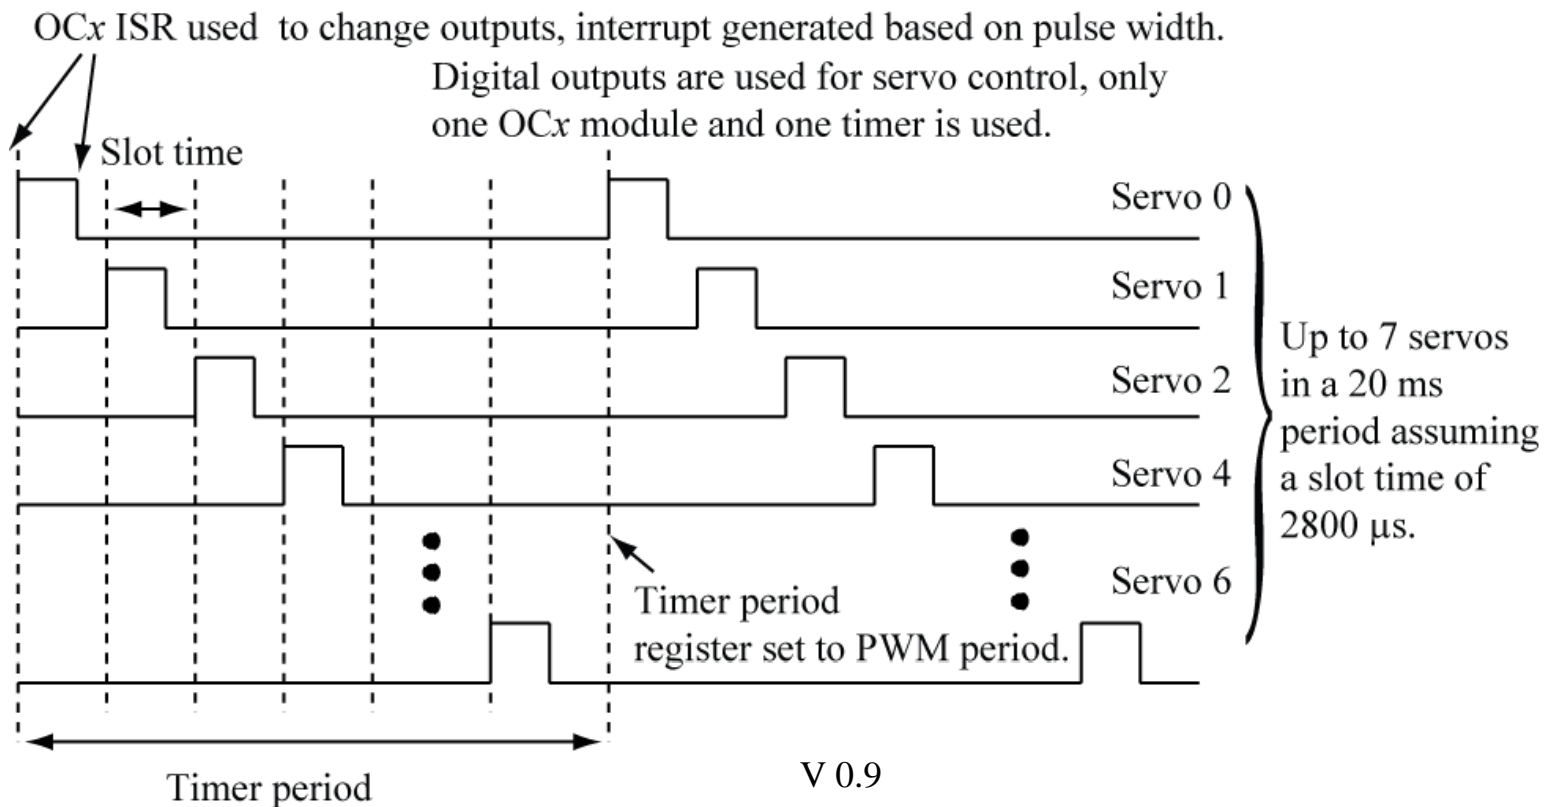 OCx ISR used to change outputs, interrupt generated based on pulse width.
Digital outputs are used for servo control, only
one OCx module and one timer is used.
Slot time
Servo 0
Servo 1
Servo 2
Servo 4
Servo 6
Up to 7 servos
in a 20 ms
period assuming
a slot time of
2800 µs.
Timer period
register set to PWM period.
Timer period
V 0.9